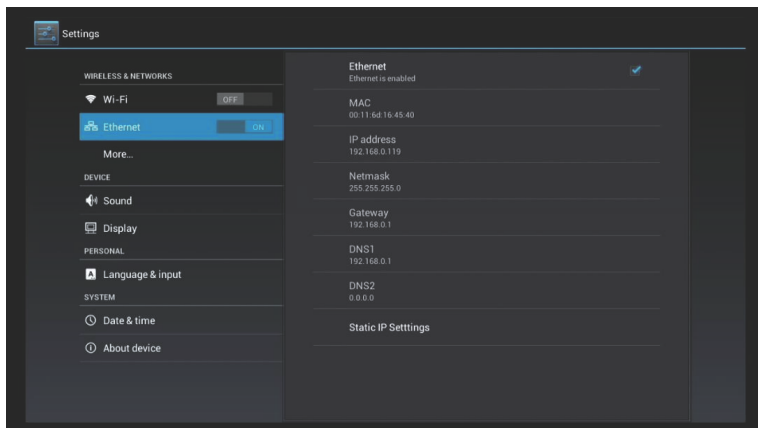 Settings
WIRELESS & NETWORKS
Wi-Fi OFF
Ethernet ON
More...
DEVICE
Sound
Display
PERSONAL
A Language & input
SYSTEM
Date & time
About device
Ethernet
Ethernet is enabled
MAC
00:11:6d:16:45:40
IP address
192.168.0.119
Netmask
255.255.255.0
Gateway
192.168.0.1
DNS1
192.168.0.1
DNS2
0.0.0.0
Static IP Setttings